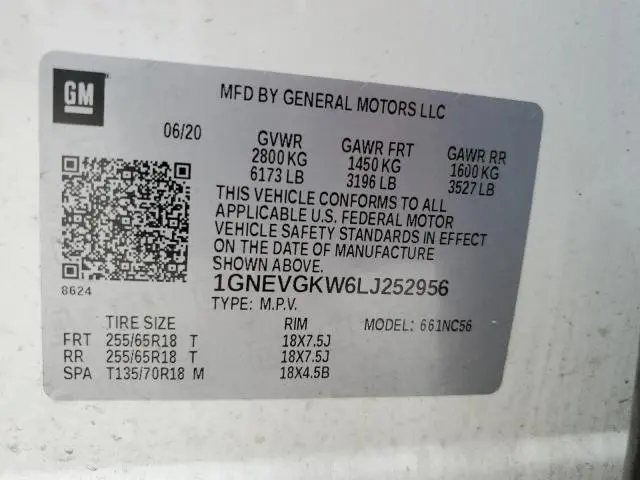 GM
MFD BY GENERAL MOTORS LLC
06/20
GVWR GAWR FRT GAWR RR
2800 KG 1450 KG 1600 KG
6173 LB 3196 LB 3527 LB
THIS VEHICLE CONFORMS TO ALL
APPLICABLE U.S. FEDERAL MOTOR
VEHICLE SAFETY STANDARDS IN EFFECT
ON THE DATE OF MANUFACTURE
SHOWN ABOVE.
8624
1GNEVGKW6LJ252956
TYPE: M.P.V.
TIRE SIZE RIM MODEL: 661NC56
FRT 255/65R18 T 18X7.5J
RR 255/65R18 T 18X7.5J
SPA T135/70R18 M 18X4.5B